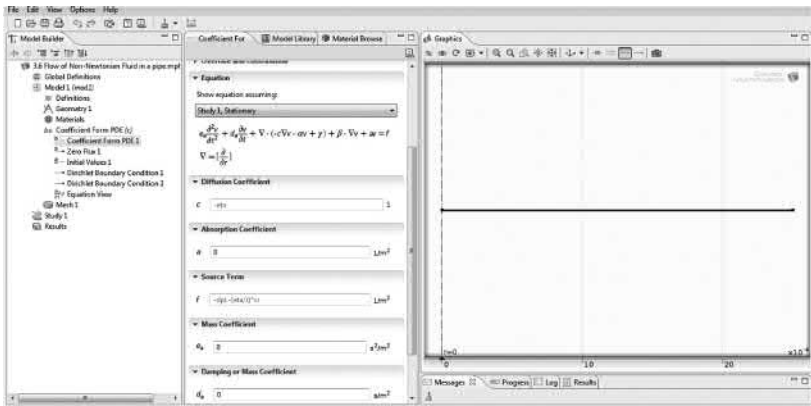 File Edit View Options Help
Model Builder
3.6 Flow of Non-Newtonian Fluid in a pipe.mpl
Global Definitions
Model 1 (mod1)
Definitions
Geometry 1
Materials
Coefficient Form PDE (c)
Coefficient Form PDE 1
Zero Flux 1
Initial Values 1
Dirichlet Boundary Condition 1
Dirichlet Boundary Condition 2
Equation View
Mesh 1
Study 1
Results
Coefficient For
Model Library
Material Browse
Equation
Show equation assuming:
Study 1, Stationary
∇ = [∂/∂r]
Diffusion Coefficient
c
-eta
1
Absorption Coefficient
a 0 1/m²
Source Term
f 1/m²
Mass Coefficient
eₐ 0 s²/m²
Damping or Mass Coefficient
dₐ 0 s/m²
Graphics
r=0
0 10 20
Messages Progress Log Results